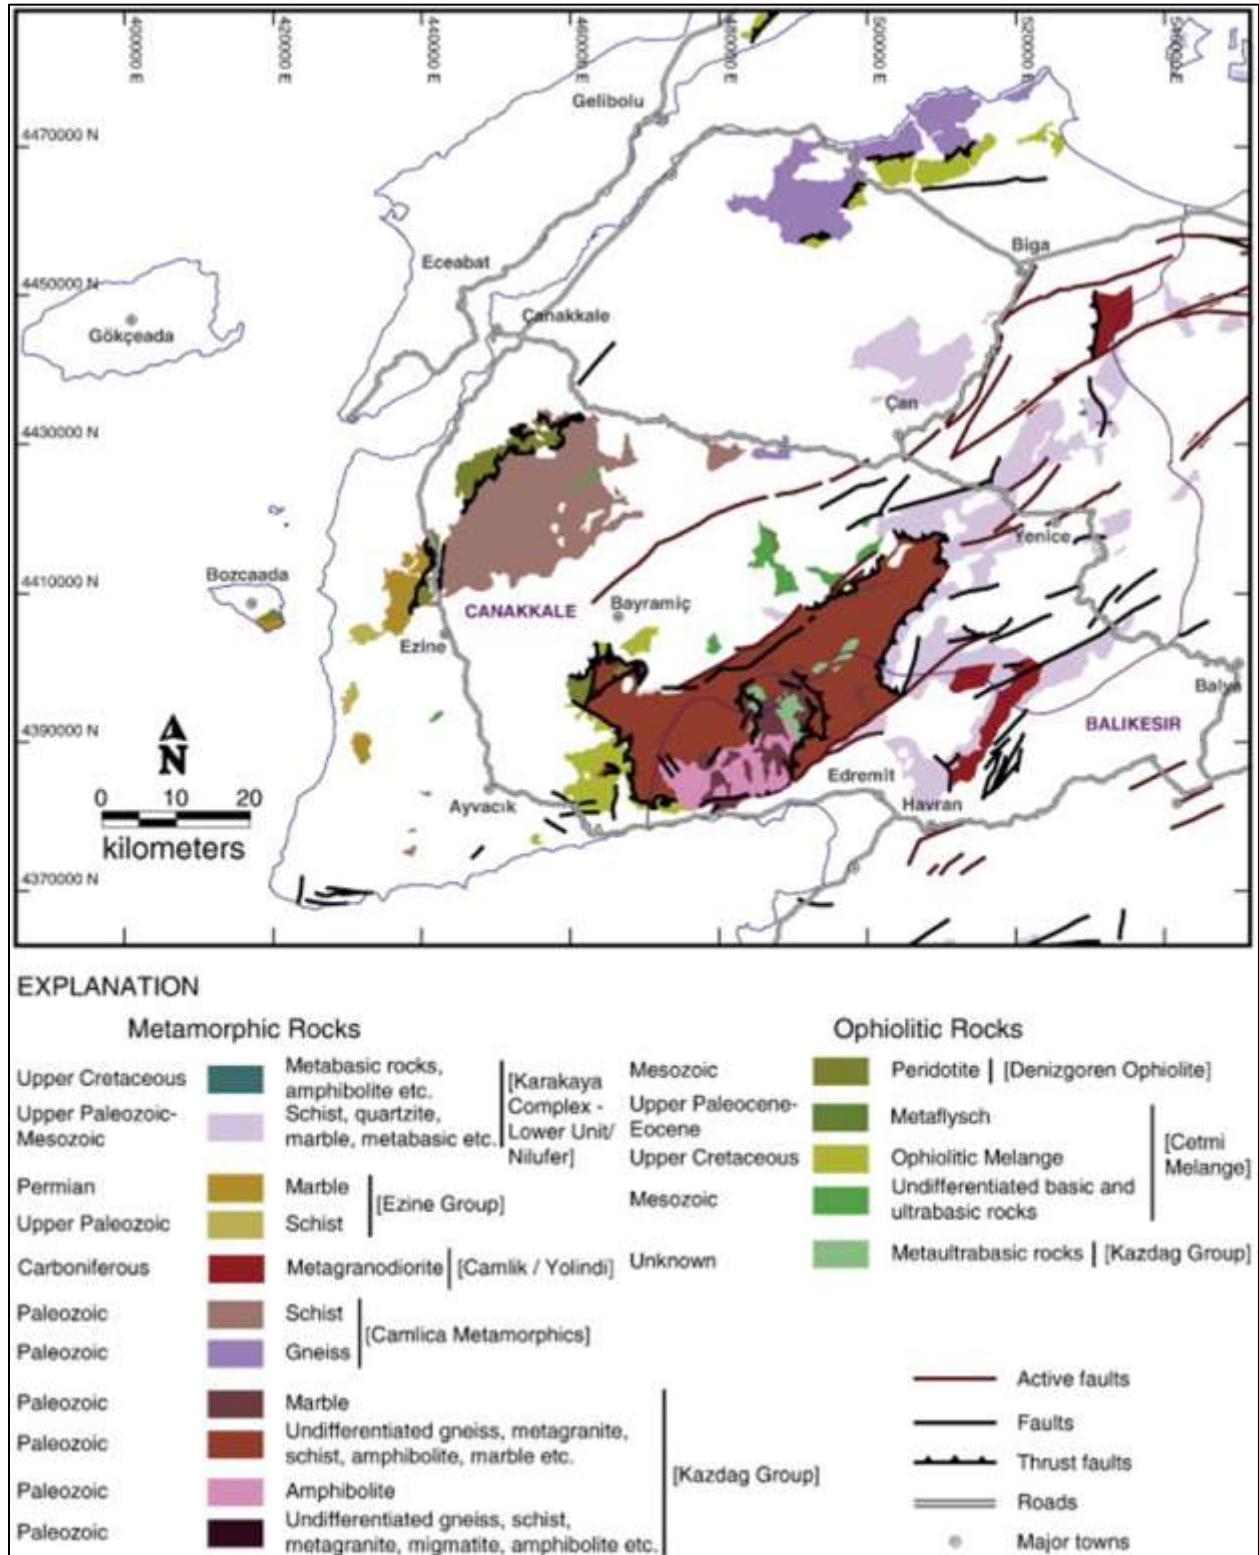 400000 E
420000 E
440000 E
460000 E
480000 E
500000 E
520000 E
540000 E
Gelibolu
4470000 N
Biga
Eceabat
4450000 N
Çanakkale
Gökçeada
Çan
4430000 N
Yenice
Bozcaada
4410000 N
CANAKKALE
Bayramiç
Ezine
Balya
N
4390000 N
BALIKESIR
0 10 20
kilometers
Edremit
Ayvacık
Havran
4370000 N
EXPLANATION
Metamorphic Rocks
Upper Cretaceous
Metabasic rocks,
amphibolite etc.
Upper Paleozoic-
Mesozoic
Schist, quartzite,
marble, metabasic etc.
[Karakaya
Complex -
Lower Unit/
Nilufer]
Permian
Marble
Upper Paleozoic
Schist
[Ezine Group]
Carboniferous
Metagranodiorite
[Camlik / Yolindi]
Paleozoic
Schist
Paleozoic
Gneiss
[Camlica Metamorphics]
Paleozoic
Marble
Paleozoic
Undifferentiated gneiss, metagranite,
schist, amphibolite, marble etc.
Paleozoic
Amphibolite
Paleozoic
Undifferentiated gneiss, schist,
metagranite, migmatite, amphibolite etc.
[Kazdag Group]
Ophiolitic Rocks
Mesozoic
Peridotite
[Denizgoren Ophiolite]
Upper Paleocene-
Eocene
Metaflysch
Upper Cretaceous
Ophiolitic Melange
Mesozoic
Undifferentiated basic and
ultrabasic rocks
[Cetmi
Melange]
Unknown
Metaultrabasic rocks
[Kazdag Group]
Active faults
Faults
Thrust faults
Roads
Major towns